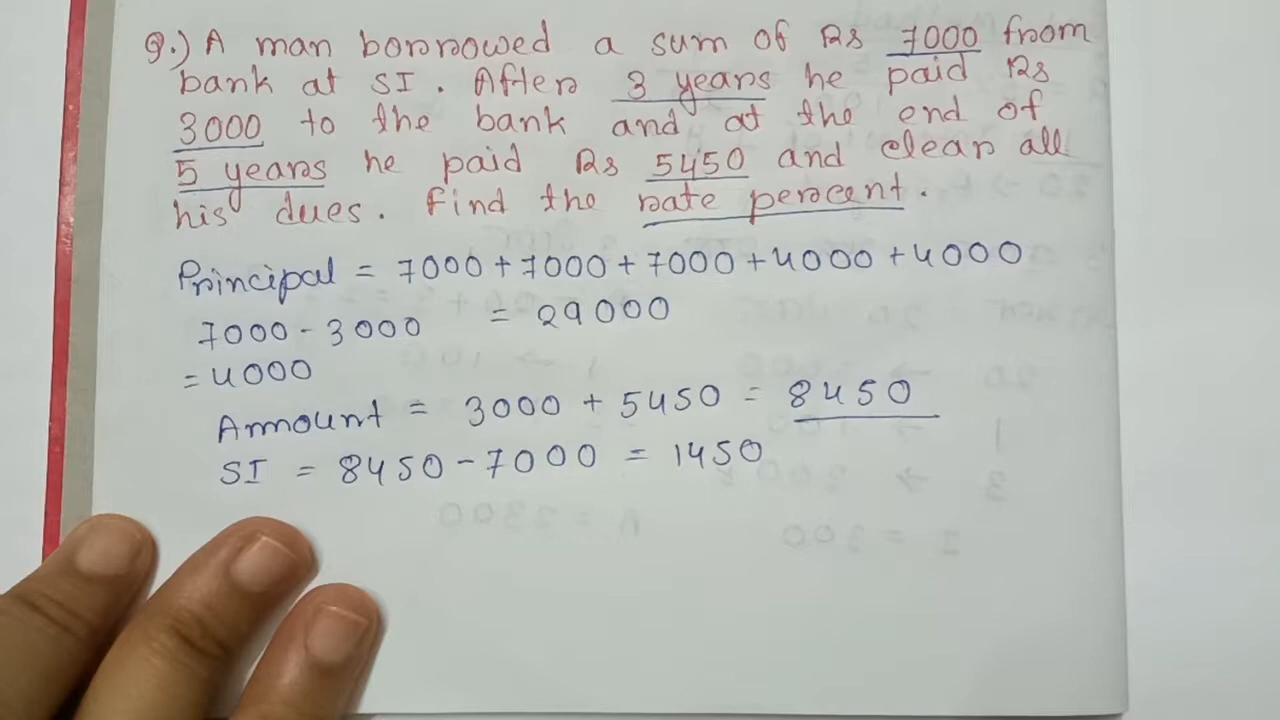 Q.) A man borrowed a sum of Rs 7000 from
bank at SI. After 3 years he paid Rs
3000 to the bank and at the end of
5 years he paid Rs 5450 and clear all
his dues. Find the rate percent.
Principal = 7000 + 7000 + 7000 + 4000 + 4000
7000 - 3000 = 29000
= 4000
Amount = 3000 + 5450 = 8450
SI = 8450 - 7000 = 1450